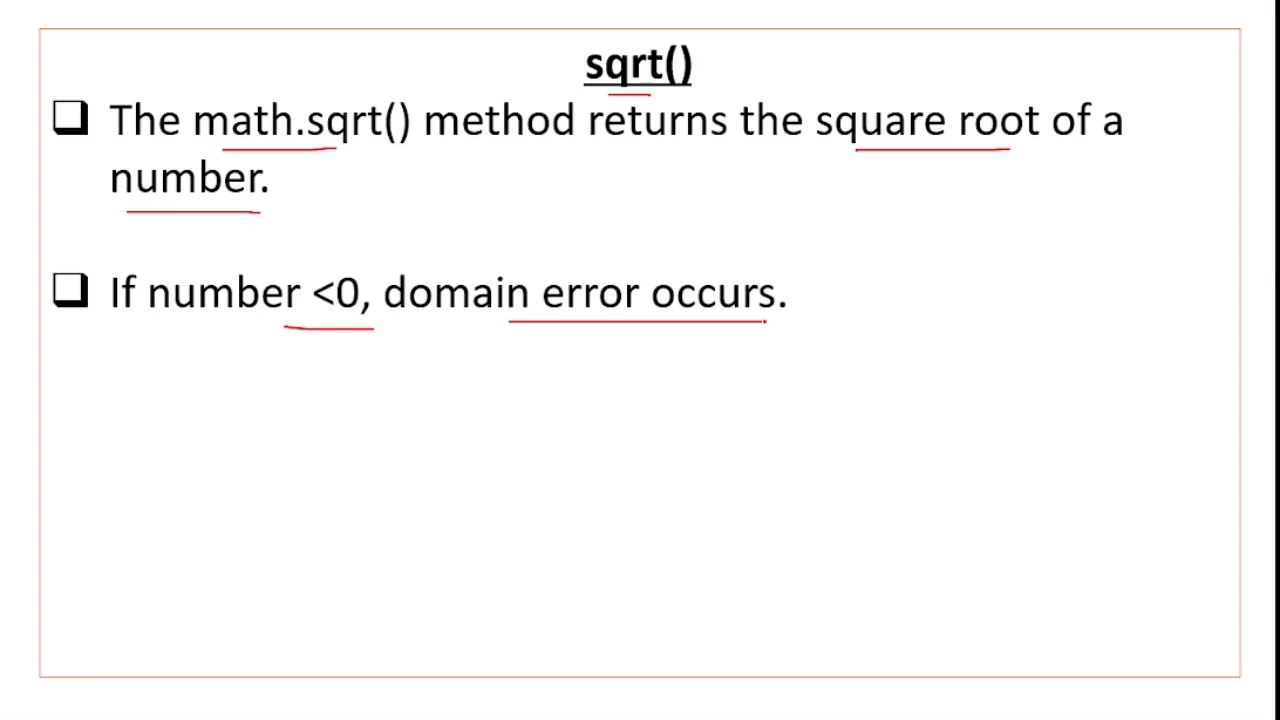 sqrt()
The math.sqrt() method returns the square root of a
number.
If number <0, domain error occurs.